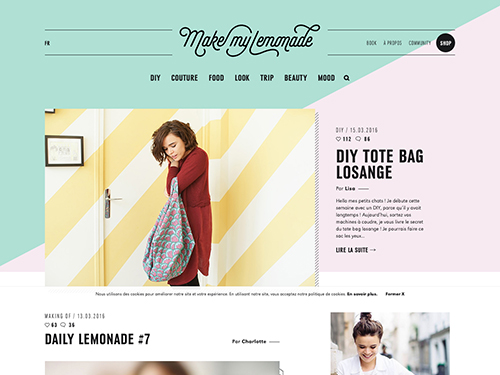 FR
Make my Lemonade
BOOK À PROPOS COMMUNITY SHOP
DIY COUTURE FOOD LOOK TRIP BEAUTY MOOD
DIY / 15.03.2016
112 86
DIY TOTE BAG
LOSANGE
Par Lisa
Hello mes petits chats ! Je débute cette
semaine avec un DIY, parce qu'il y avait
longtemps ! Aujourd'hui, sortez vos
machines à coudre, je vous livre le secret
du tote bag losange ! Je pourrais faire ce
sac les yeux...
LIRE LA SUITE →
Nous utilisons des cookies pour améliorer notre site et votre expérience. En utilisant notre site, vous acceptez notre politique de cookies. En savoir plus. Fermer X
MAKING OF / 13.03.2016
63 36
DAILY LEMONADE #7
Par Charlotte